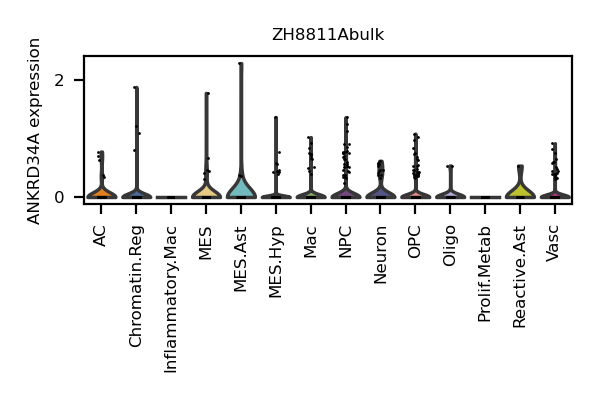 ZH8811Abulk
ANKRD34A expression
2
0
AC
Chromatin.Reg
Inflammatory.Mac
MES
MES.Ast
MES.Hyp
Mac
NPC
Neuron
OPC
Oligo
Prolif.Metab
Reactive.Ast
Vasc